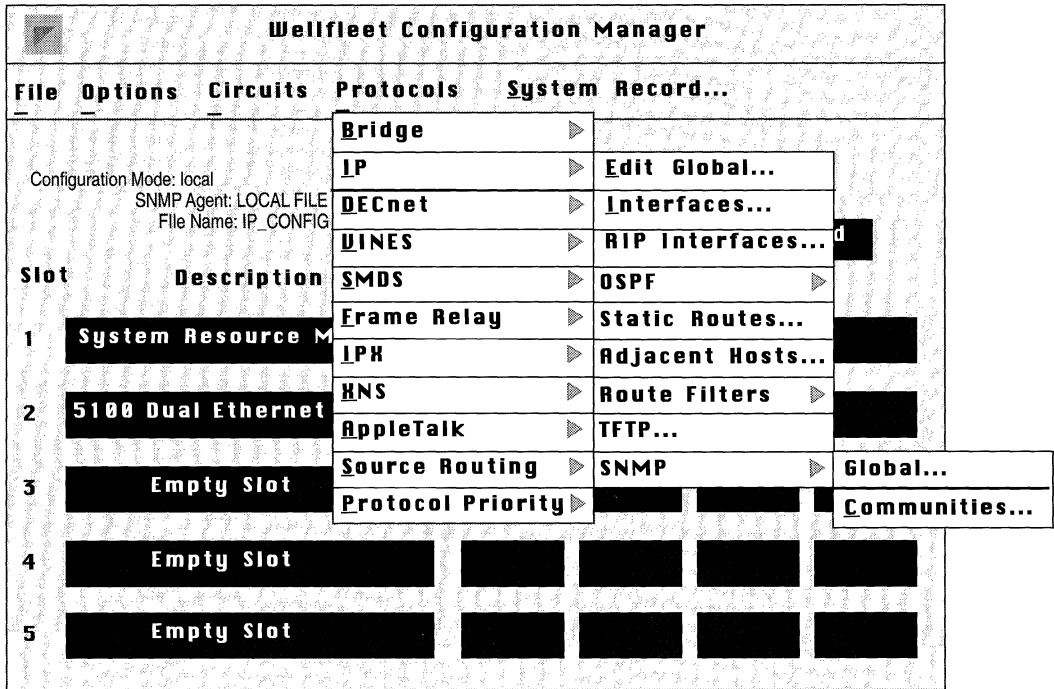 Wellfleet Configuration Manager
File Options Circuits Protocols System Record...
Bridge
IP
DECnet
VINES
SMDS
Frame Relay
IPX
XNS
AppleTalk
Source Routing
Protocol Priority
Edit Global...
Interfaces...
RIP Interfaces...
OSPF
Static Routes...
Adjacent Hosts...
Route Filters
TFTP...
SNMP
Global...
Communities...
Configuration Mode: local
SNMP Agent: LOCAL FILE
File Name: IP_CONFIG
d
Slot Description
1 System Resource M
2 5100 Dual Ethernet
3 Empty Slot
4 Empty Slot
5 Empty Slot